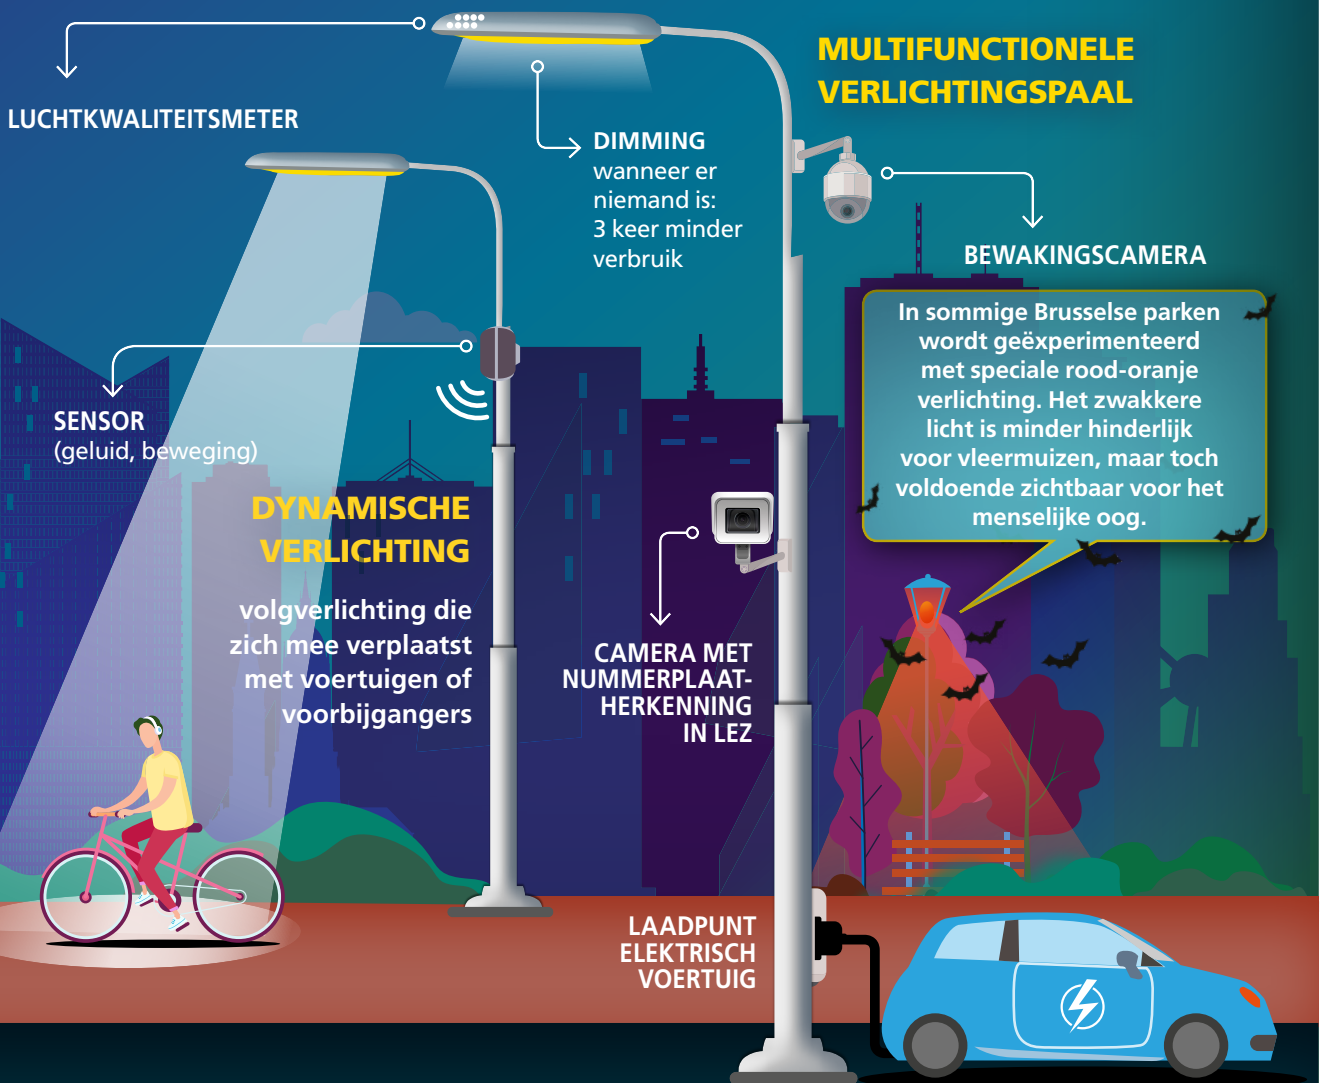 MULTIFUNCTIONELE
VERLICHTINGSPAAL
LUCHTKWALITEITSMETER
DIMMING
wanneer er
niemand is:
3 keer minder
verbruik
BEWAKINGSCAMERA
In sommige Brusselse parken
wordt geëxperimenteerd
met speciale rood-oranje
verlichting. Het zwakkere
licht is minder hinderlijk
voor vleermuizen, maar toch
voldoende zichtbaar voor het
menselijke oog.
SENSOR
(geluid, beweging)
DYNAMISCHE
VERLICHTING
volgverlichting die
zich mee verplaatst
met voertuigen of
voorbijgangers
CAMERA MET
NUMMERPLAAT-
HERKENNING
IN LEZ
LAADPUNT
ELEKTRISCH
VOERTUIG